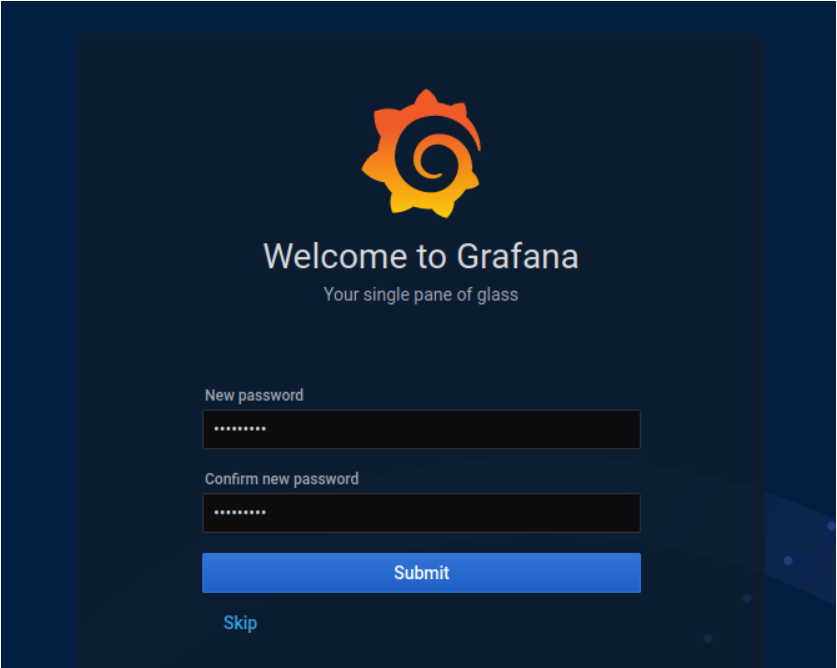 Welcome to Grafana
Your single pane of glass
New password
•••••••••
Confirm new password
•••••••••
Submit
Skip